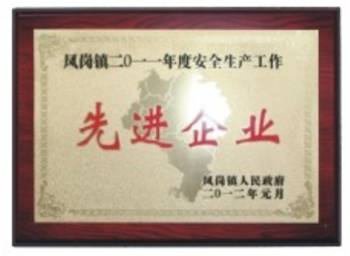 凤岗镇二〇一一年度安全生产工作
先进企业
凤岗镇人民政府
二〇一二年元月